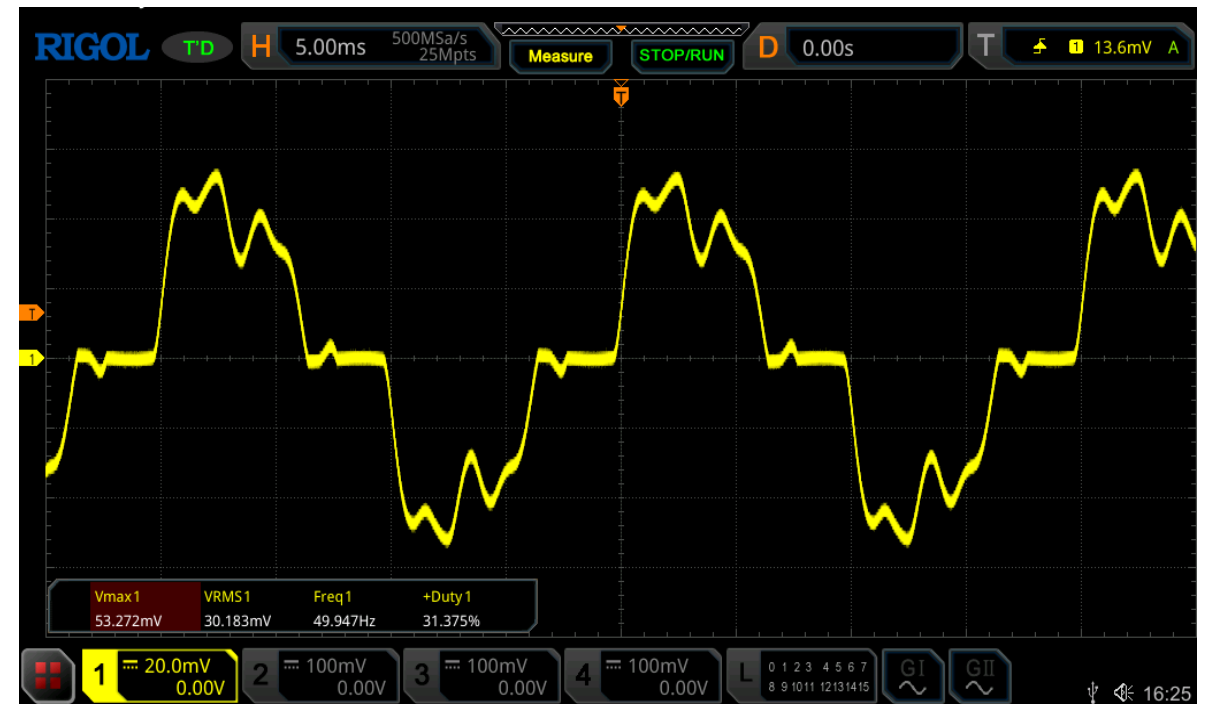 RIGOL T'D H 5.00ms 500MSa/s 25Mpts Measure STOP/RUN D 0.00s T 1 13.6mV A
T
T
1
Vmax1 VRMS1 Freq1 +Duty1
53.272mV 30.183mV 49.947Hz 31.375%
1 20.0mV 0.00V 2 100mV 0.00V 3 100mV 0.00V 4 100mV 0.00V L 0 1 2 3 4 5 6 7 8 9 10 11 12 13 14 15 GI GII 16:25